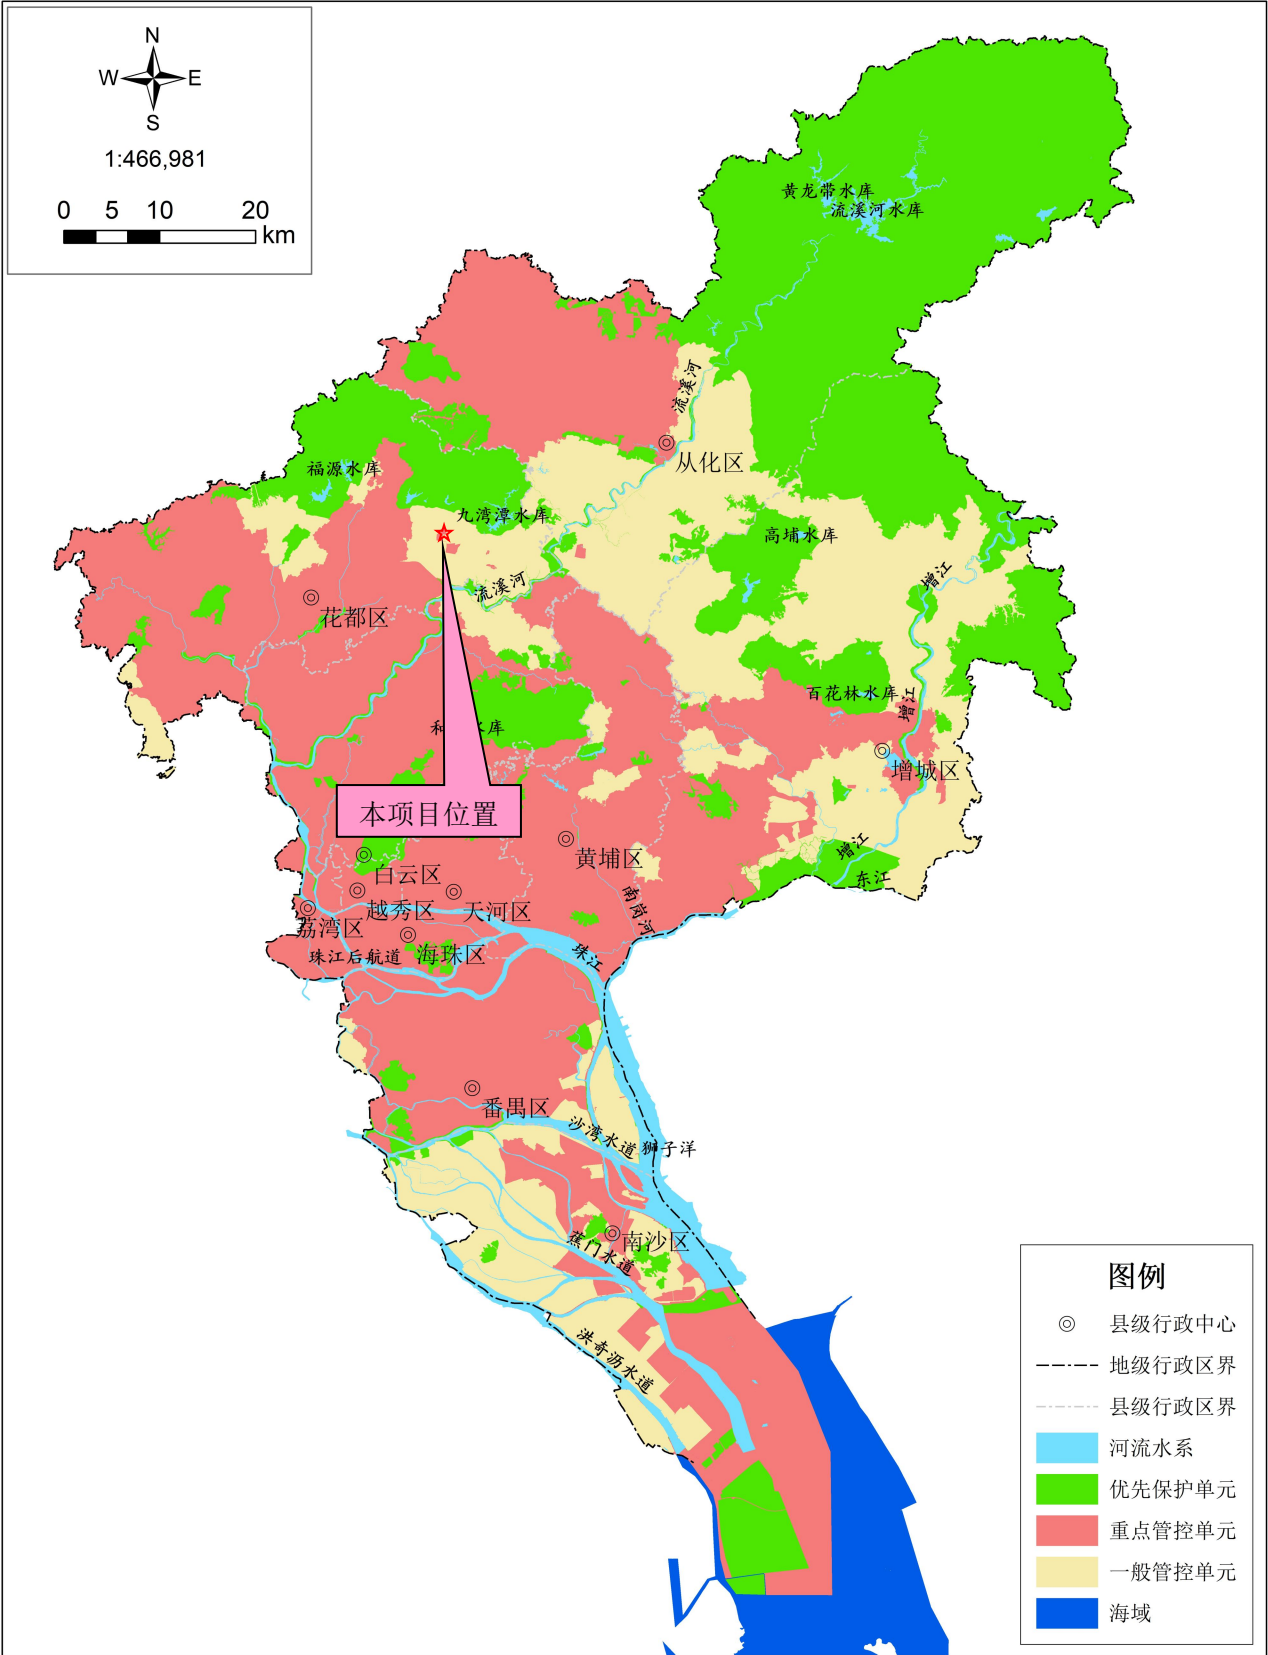 N
W E
S
1:466,981
0 5 10 20
km
黄龙带水库
流溪河水库
流溪河
从化区
福源水库
九湾潭水库
高埔水库
增江
流溪河
花都区
百花林水库
增江
和
水库
增城区
本项目位置
黄埔区
增江
白云区
东江
越秀区
天河区
南岗河
荔湾区
海珠区
珠江后航道
珠江
番禺区
沙湾水道
狮子洋
南沙区
蕉门水道
洪奇沥水道
图例
县级行政中心
地级行政区界
县级行政区界
河流水系
优先保护单元
重点管控单元
一般管控单元
海域